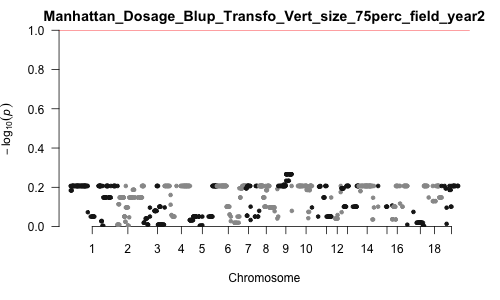 Manhattan_Dosage_Blup_Transfo_Vert_size_75perc_field_year2
1.0
0.8
0.6
0.4
0.2
0.0
− log10(p)
1 2 3 4 5 6 7 8 9 10 12 14 16 18
Chromosome